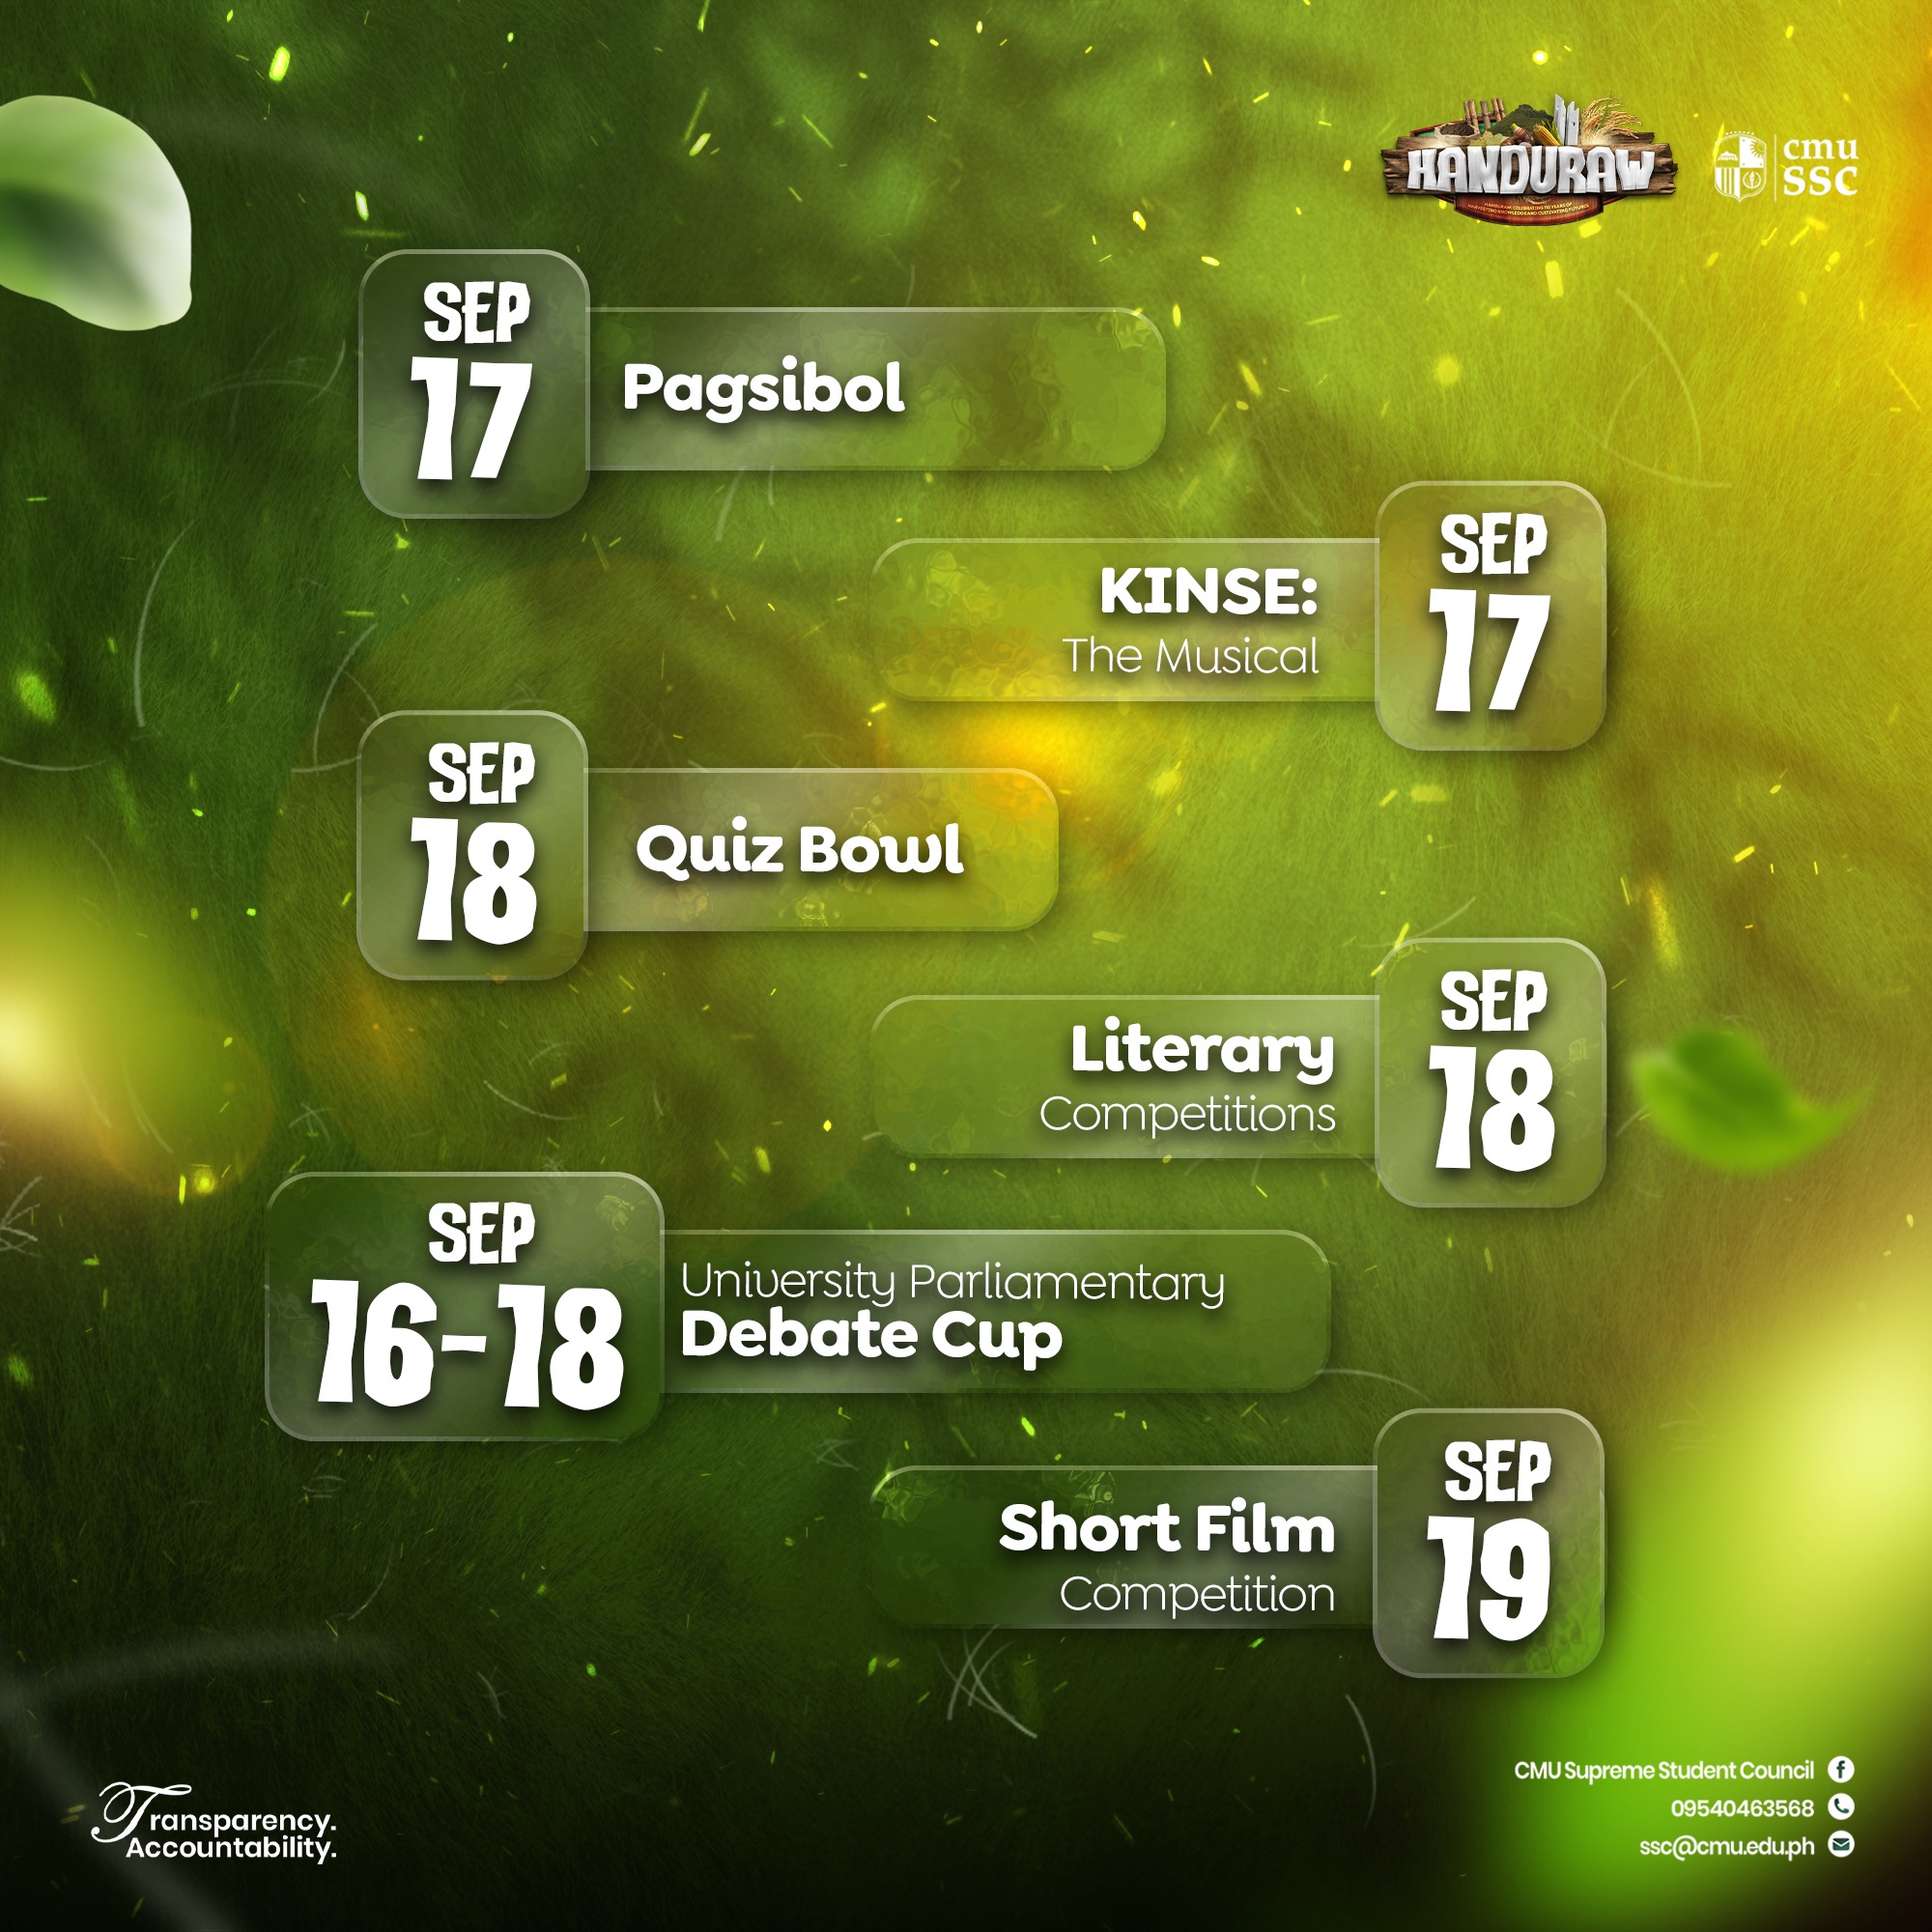 HANDURAW
cmu
SSC
SEP
17
Pagsibol
SEP
17
KINSE:
The Musical
SEP
18
Quiz Bowl
SEP
18
Literary
Competitions
SEP
16-18
University Parliamentary
Debate Cup
SEP
19
Short Film
Competition
Transparency.
Accountability.
CMU Supreme Student Council
09540463568
ssc@cmu.edu.ph